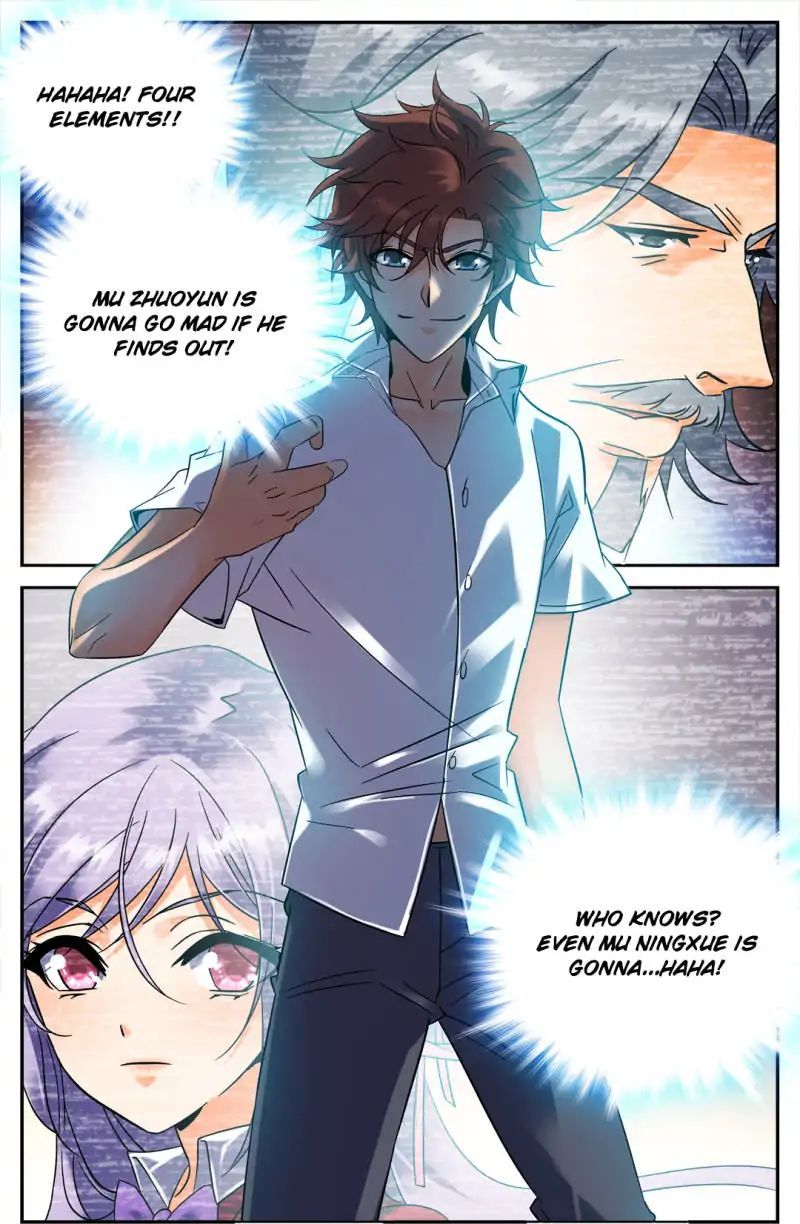 HAHAHA! FOUR
ELEMENTS!!
MU ZHUOYUN IS
GONNA GO MAD IF HE
FINDS OUT!
WHO KNOWS?
EVEN MU NINGXUE IS
GONNA...HAHA!